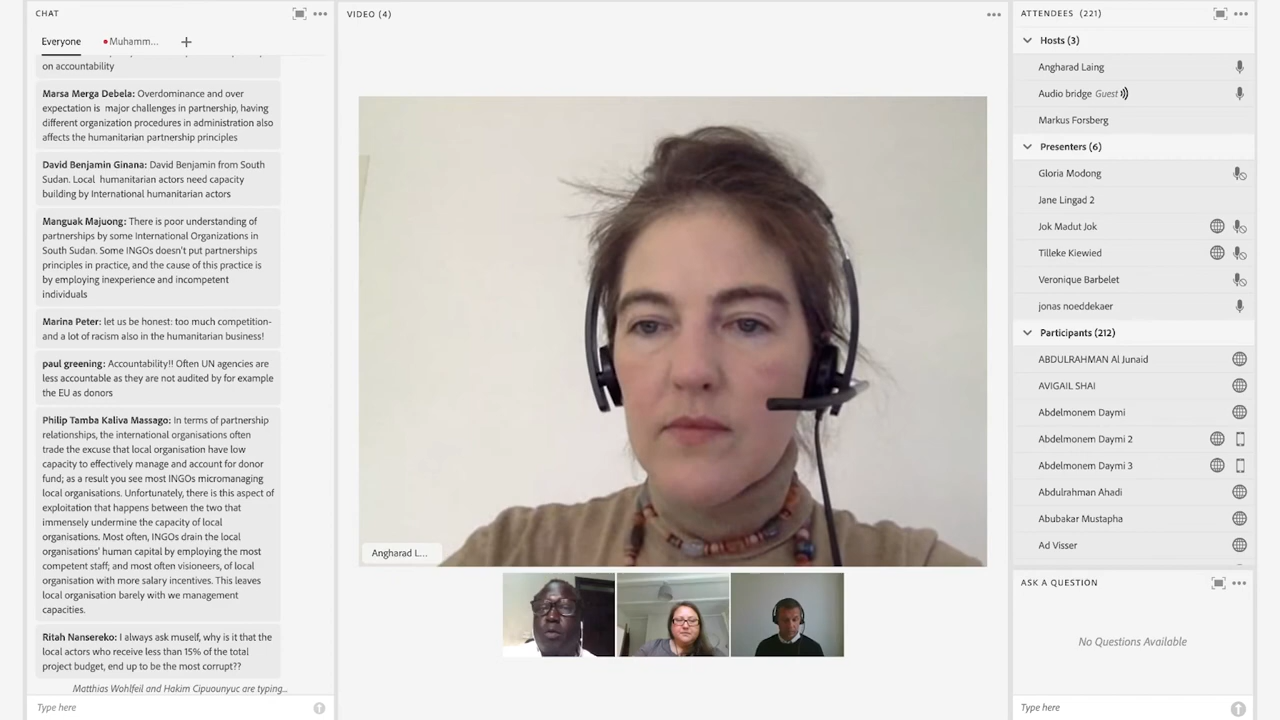 CHAT
Everyone
Muhamm...
on accountability
Marsa Merga Debela: Overdominance and over
expectation is major challenges in partnership, having
different organization procedures in administration also
affects the humanitarian partnership principles
David Benjamin Ginana: David Benjamin from South
Sudan. Local humanitarian actors need capacity
building by International humanitarian actors
Manguak Majuong: There is poor understanding of
partnerships by some International Organizations in
South Sudan. Some INGOs doesn't put partnerships
principles in practice, and the cause of this practice is
by employing inexperience and incompetent
individuals
Marina Peter: let us be honest: too much competition-
and a lot of racism also in the humanitarian business!
paul greening: Accountability!! Often UN agencies are
less accountable as they are not audited by for example
the EU as donors
Philip Tamba Kaliva Massago: In terms of partnership
relationships, the international organisations often
trade the excuse that local organisation have low
capacity to effectively manage and account for donor
fund; as a result you see most INGOs micromanaging
local organisations. Unfortunately, there is this aspect of
exploitation that happens between the two that
immensely undermine the capacity of local
organisations. Most often, INGOs drain the local
organisations' human capital by employing the most
competent staff; and most often visioneers, of local
organisation with more salary incentives. This leaves
local organisation barely with we management
capacities.
Ritah Nansereko: I always ask muself, why is it that the
local actors who receive less than 15% of the total
project budget, end up to be the most corrupt??
Matthias Wohlfeil and Hakim Cipuounyuc are typing...
Type here
VIDEO (4)
Angharad L...
ATTENDEES (221)
Hosts (3)
Angharad Laing
Audio bridge Guest
Markus Forsberg
Presenters (6)
Gloria Modong
Jane Lingad 2
Jok Madut Jok
Tilleke Kiewied
Veronique Barbelet
jonas noeddekaer
Participants (212)
ABDULRAHMAN Al Junaid
AVIGAIL SHAI
Abdelmonem Daymi
Abdelmonem Daymi 2
Abdelmonem Daymi 3
Abdulrahman Ahadi
Abubakar Mustapha
Ad Visser
ASK A QUESTION
No Questions Available
Type here